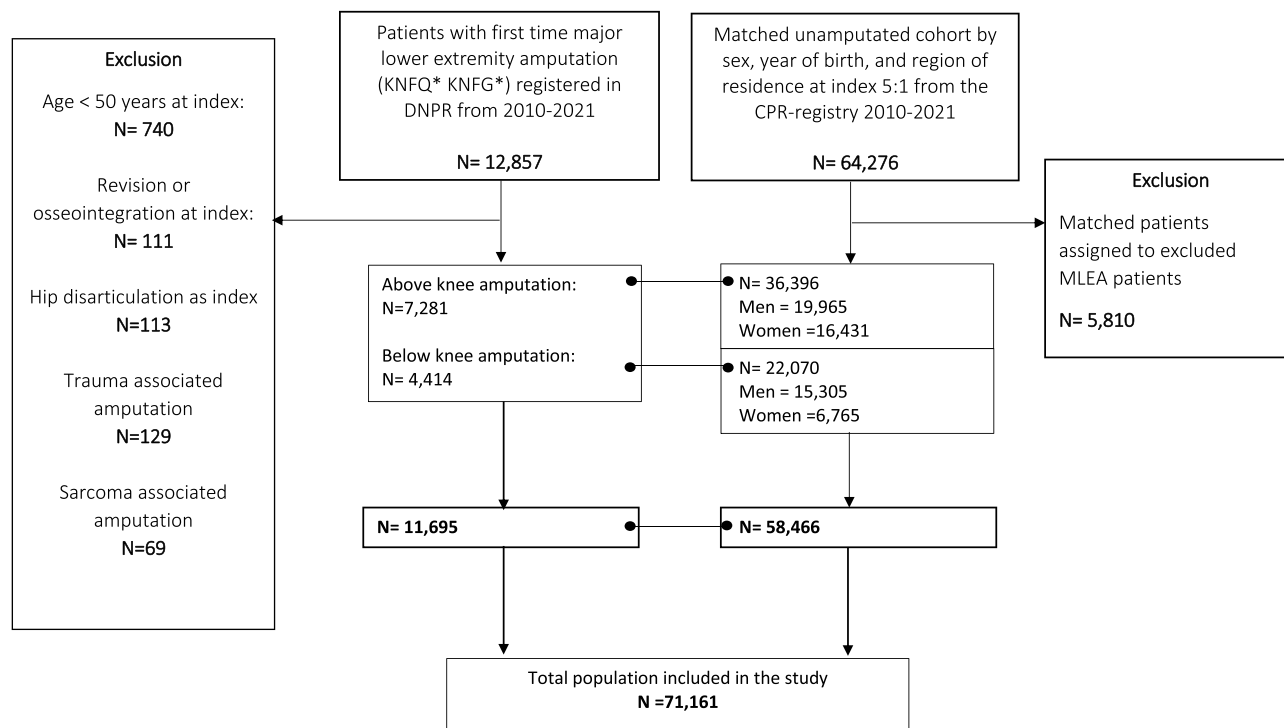 Exclusion
Age < 50 years at index:
N= 740
Revision or
osseointegration at index:
N= 111
Hip disarticulation as index
N=113
Trauma associated
amputation
N=129
Sarcoma associated
amputation
N=69
Patients with first time major
lower extremity amputation
(KNFQ* KNFG*) registered in
DNPR from 2010-2021
N= 12,857
Matched unamputated cohort by
sex, year of birth, and region of
residence at index 5:1 from the
CPR-registry 2010-2021
N= 64,276
Exclusion
Matched patients
assigned to excluded
MLEA patients
N= 5,810
Above knee amputation:
N=7,281
Below knee amputation:
N= 4,414
N= 36,396
Men = 19,965
Women =16,431
N= 22,070
Men = 15,305
Women =6,765
N= 11,695
N= 58,466
Total population included in the study
N =71,161